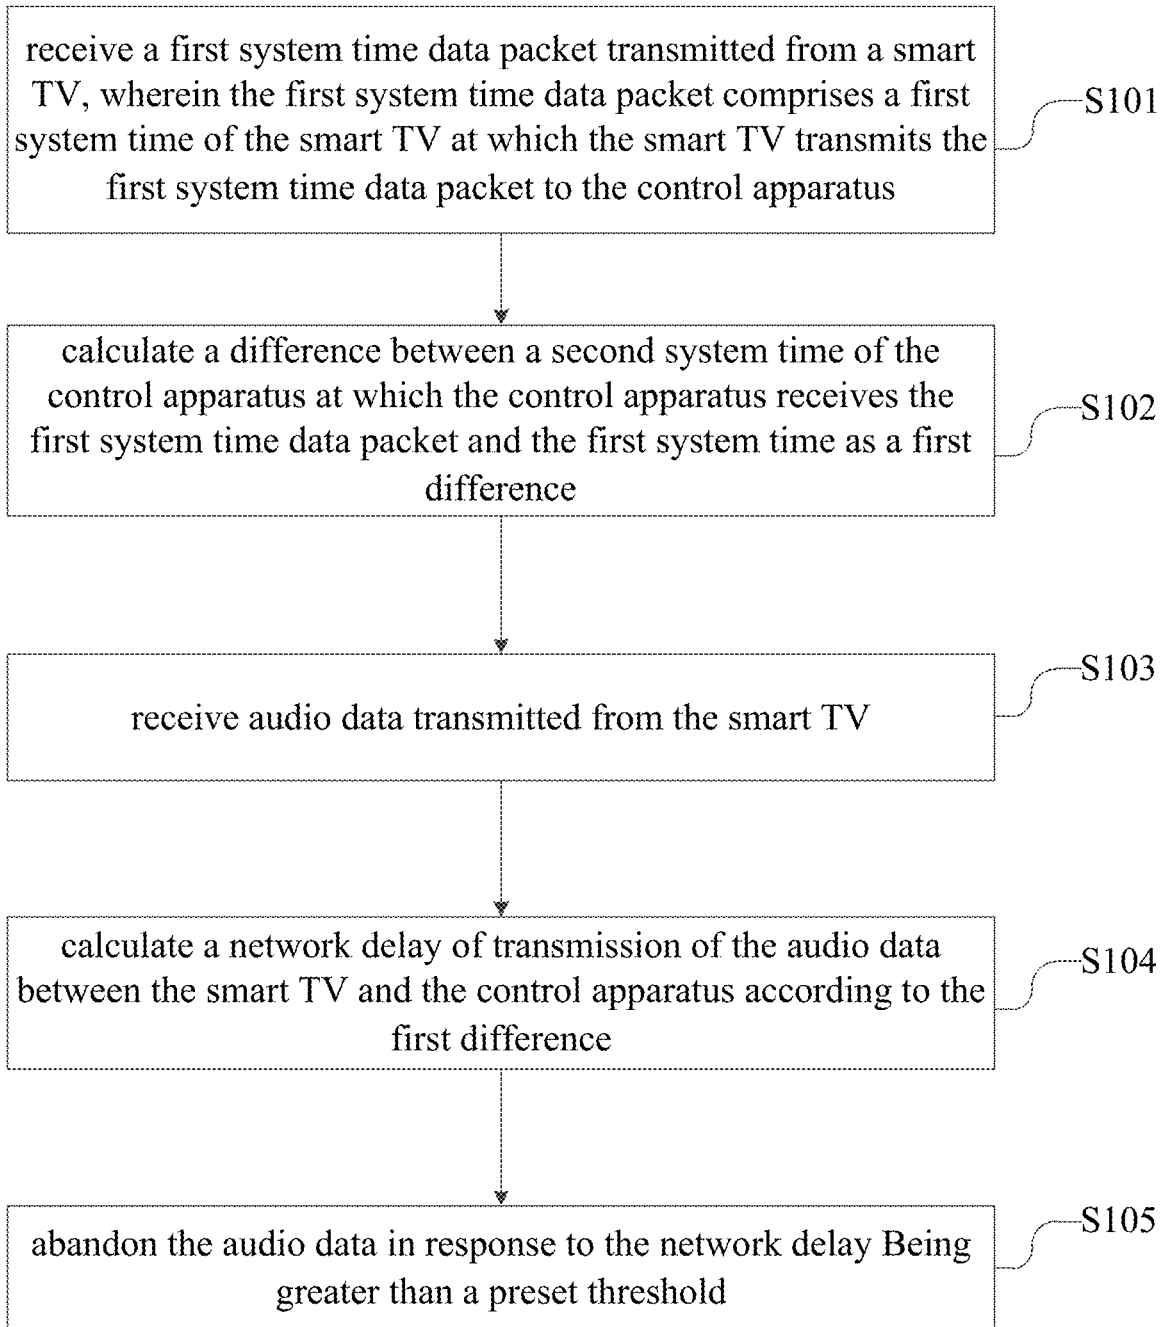 receive a first system time data packet transmitted from a smart
TV, wherein the first system time data packet comprises a first
system time of the smart TV at which the smart TV transmits the
first system time data packet to the control apparatus
S101
calculate a difference between a second system time of the
control apparatus at which the control apparatus receives the
first system time data packet and the first system time as a first
difference
S102
receive audio data transmitted from the smart TV
S103
calculate a network delay of transmission of the audio data
between the smart TV and the control apparatus according to the
first difference
S104
abandon the audio data in response to the network delay Being
greater than a preset threshold
S105